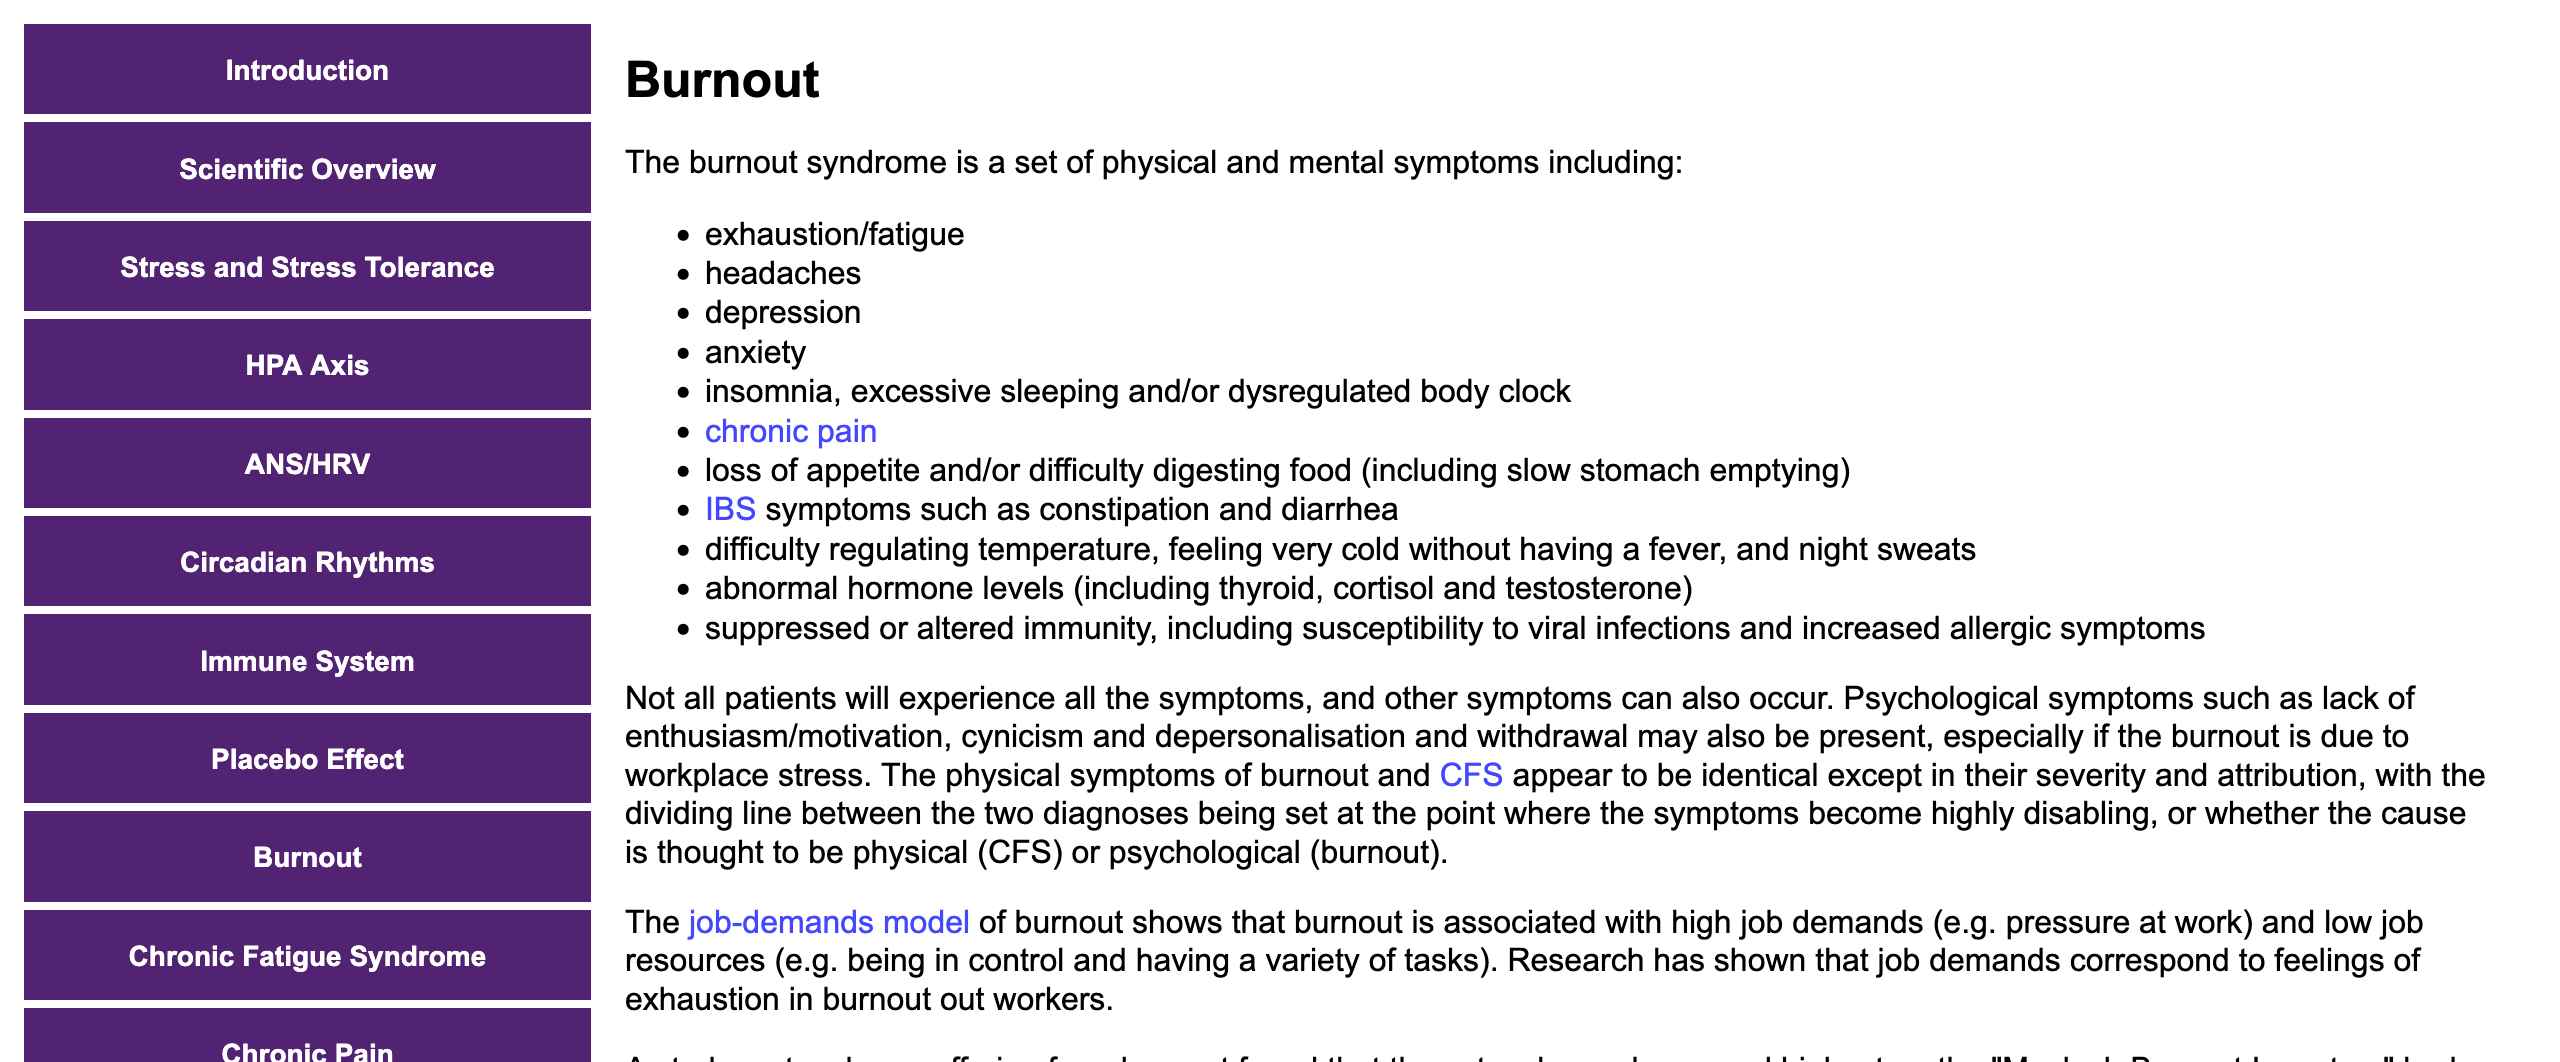 Introduction
Scientific Overview
Stress and Stress Tolerance
HPA Axis
ANS/HRV
Circadian Rhythms
Immune System
Placebo Effect
Burnout
Chronic Fatigue Syndrome
Chronic Pain
Burnout
The burnout syndrome is a set of physical and mental symptoms including:
• exhaustion/fatigue
• headaches
• depression
• anxiety
• insomnia, excessive sleeping and/or dysregulated body clock
• chronic pain
• loss of appetite and/or difficulty digesting food (including slow stomach emptying)
• IBS symptoms such as constipation and diarrhea
• difficulty regulating temperature, feeling very cold without having a fever, and night sweats
• abnormal hormone levels (including thyroid, cortisol and testosterone)
• suppressed or altered immunity, including susceptibility to viral infections and increased allergic symptoms
Not all patients will experience all the symptoms, and other symptoms can also occur. Psychological symptoms such as lack of
enthusiasm/motivation, cynicism and depersonalisation and withdrawal may also be present, especially if the burnout is due to
workplace stress. The physical symptoms of burnout and CFS appear to be identical except in their severity and attribution, with the
dividing line between the two diagnoses being set at the point where the symptoms become highly disabling, or whether the cause
is thought to be physical (CFS) or psychological (burnout).
The job-demands model of burnout shows that burnout is associated with high job demands (e.g. pressure at work) and low job
resources (e.g. being in control and having a variety of tasks). Research has shown that job demands correspond to feelings of
exhaustion in burnout out workers.